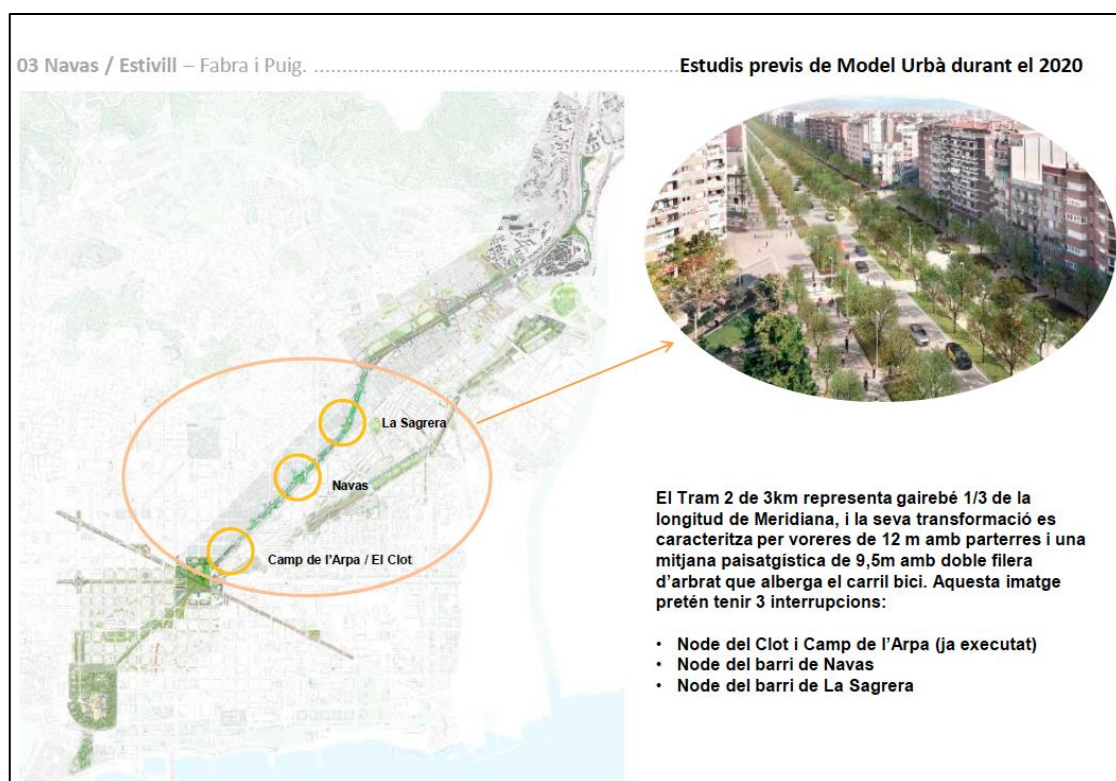 03 Navas / Estivill – Fabra i Puig. ................................................................Estudis previs de Model Urbà durant el 2020
La Sagrera
Navas
Camp de l'Arpa / El Clot
El Tram 2 de 3km representa gairebé 1/3 de la
longitud de Meridiana, i la seva transformació es
caracteritza per voreres de 12 m amb parterres i una
mitjana paisatgística de 9,5m amb doble filera
d'arbrat que alberga el carril bici. Aquesta imatge
pretén tenir 3 interrupcions:
• Node del Clot i Camp de l'Arpa (ja executat)
• Node del barri de Navas
• Node del barri de La Sagrera